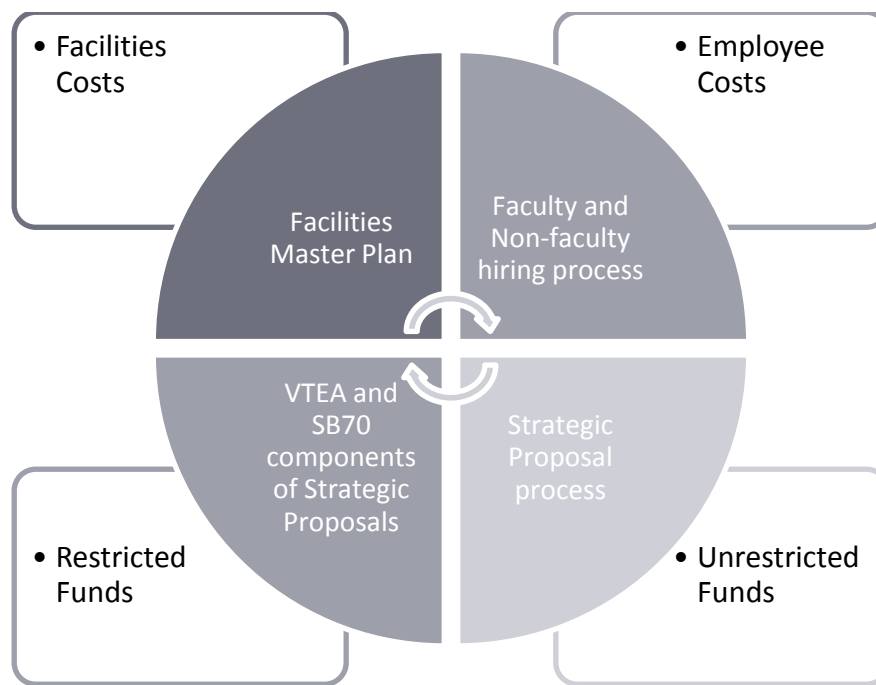 • Facilities
Costs
• Employee
Costs
Facilities
Master Plan
Faculty and
Non-faculty
hiring process
VTEA and
SB70
components
of Strategic
Proposals
Strategic
Proposal
process
• Restricted
Funds
• Unrestricted
Funds